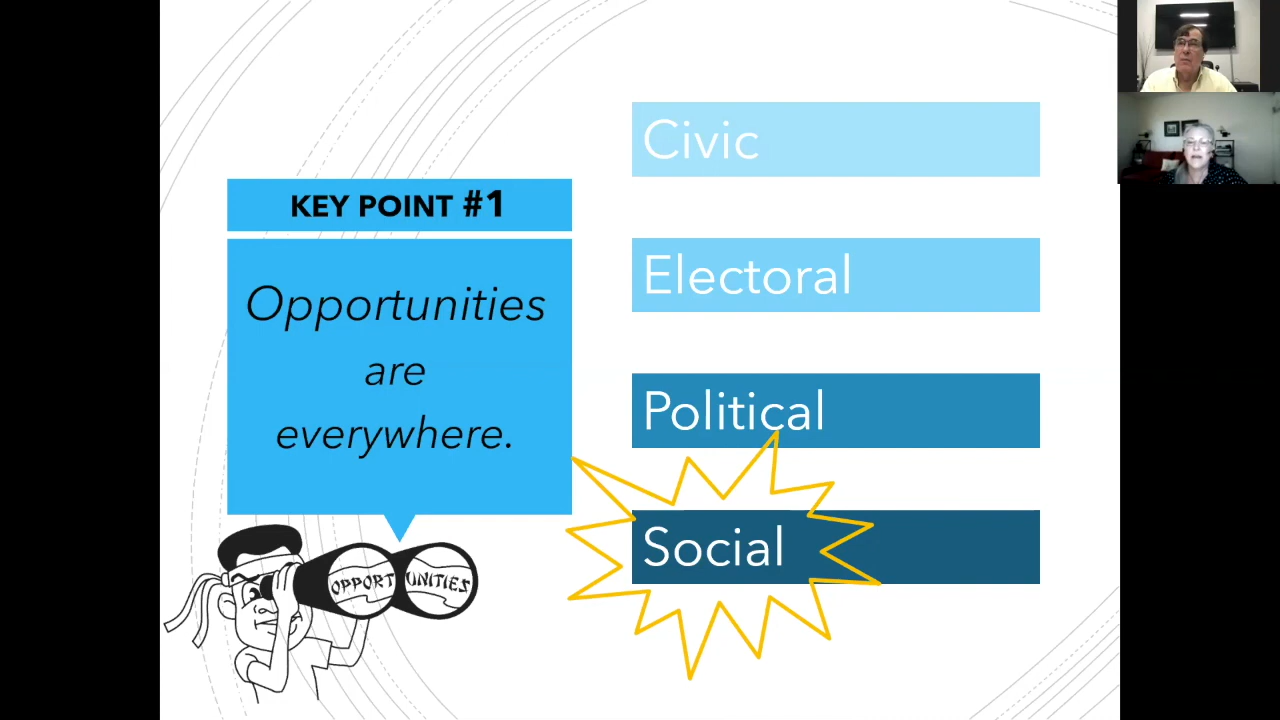 KEY POINT #1
Opportunities
are
everywhere.
OPPORTUNITIES
Civic
Electoral
Political
Social